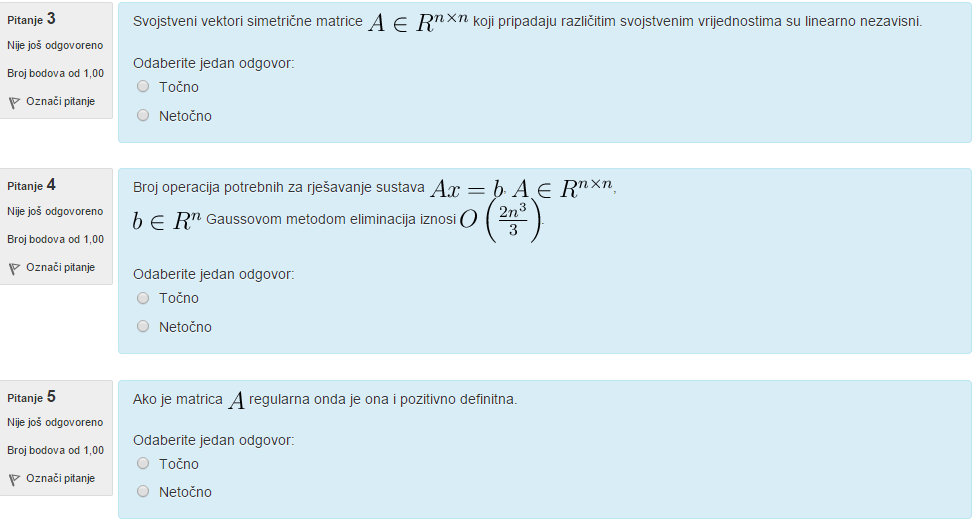 Pitanje 3
Nije još odgovoreno
Broj bodova od 1,00
Označi pitanje
Svojstveni vektori simetrične matrice A ∈ Rⁿˣⁿ koji pripadaju različitim svojstvenim vrijednostima su linearno nezavisni.
Odaberite jedan odgovor:
Točno
Netočno
Pitanje 4
Nije još odgovoreno
Broj bodova od 1,00
Označi pitanje
Broj operacija potrebnih za rješavanje sustava Ax = b, A ∈ Rⁿˣⁿ,
b ∈ Rⁿ Gaussovom metodom eliminacija iznosi O(2n³/3).
Odaberite jedan odgovor:
Točno
Netočno
Pitanje 5
Nije još odgovoreno
Broj bodova od 1,00
Označi pitanje
Ako je matrica A regularna onda je ona i pozitivno definitna.
Odaberite jedan odgovor:
Točno
Netočno